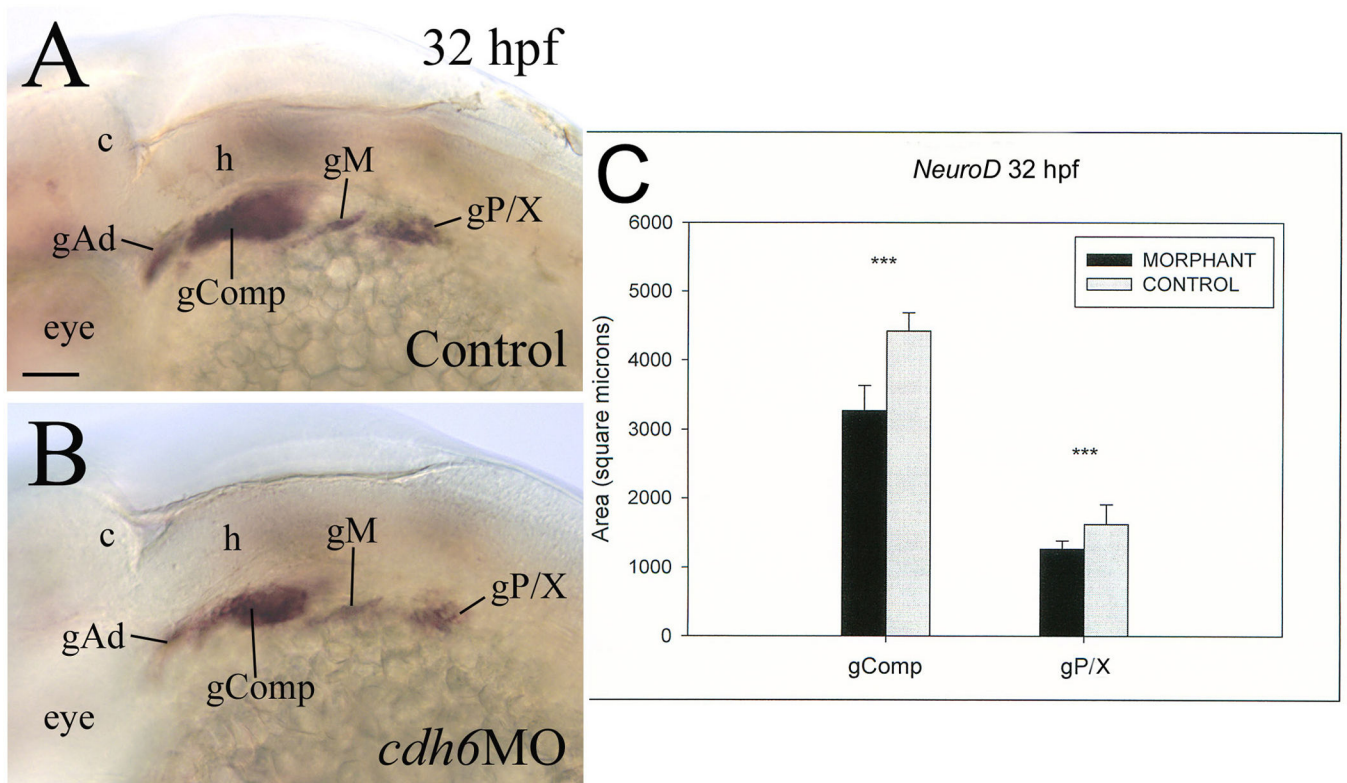 A
32 hpf
c
h
gM
gP/X
gAd
gComp
eye
Control
B
c
h
gM
gP/X
gAd
gComp
eye
cdh6MO
C
NeuroD 32 hpf
6000
5000
4000
3000
2000
1000
0
Area (square microns)
***
***
MORPHANT
CONTROL
gComp
gP/X